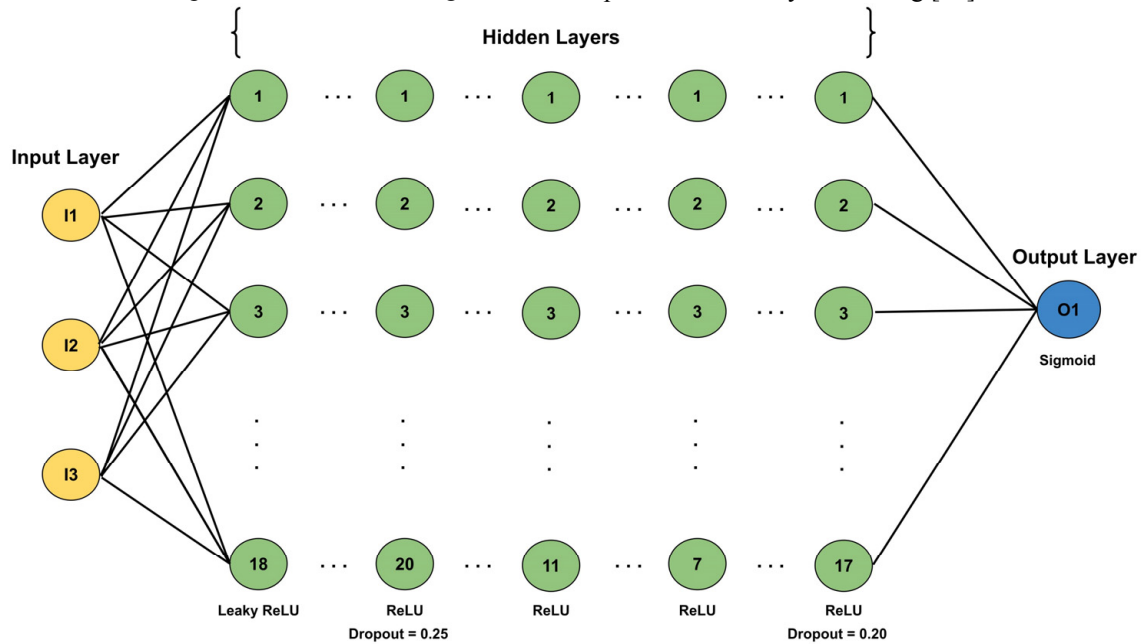 Hidden Layers
1 ... 1 ... 1 ... 1 ... 1
Input Layer
I1
2 ... 2 ... 2 ... 2 ... 2
Output Layer
3 ... 3 ... 3 ... 3 ... 3
O1
I2
Sigmoid
I3
18 ... 20 ... 11 ... 7 ... 17
Leaky ReLU ReLU ReLU ReLU ReLU
Dropout = 0.25 Dropout = 0.20